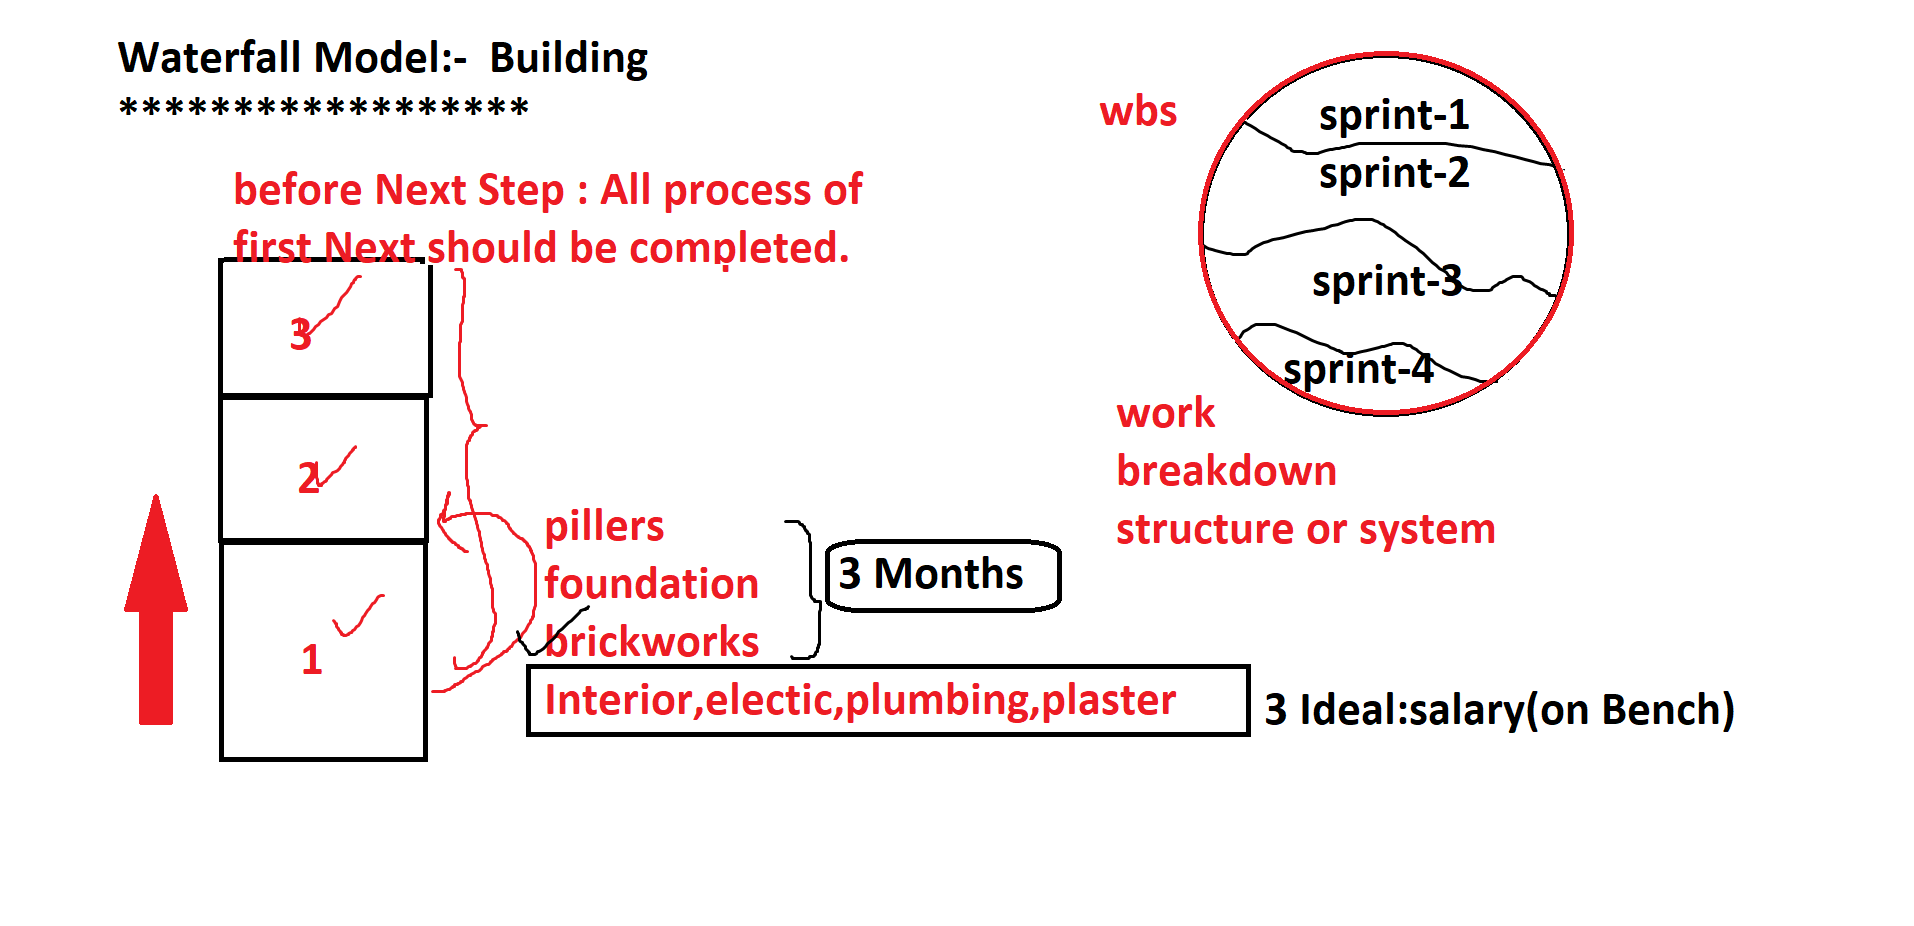 Waterfall Model:-  Building
******************
before Next Step : All process of
first Next should be completed.
3
2
1
pillers
foundation
brickworks
3 Months
Interior,electic,plumbing,plaster
3 Ideal:salary(on Bench)
wbs
sprint-1
sprint-2
sprint-3
sprint-4
work
breakdown
structure or system